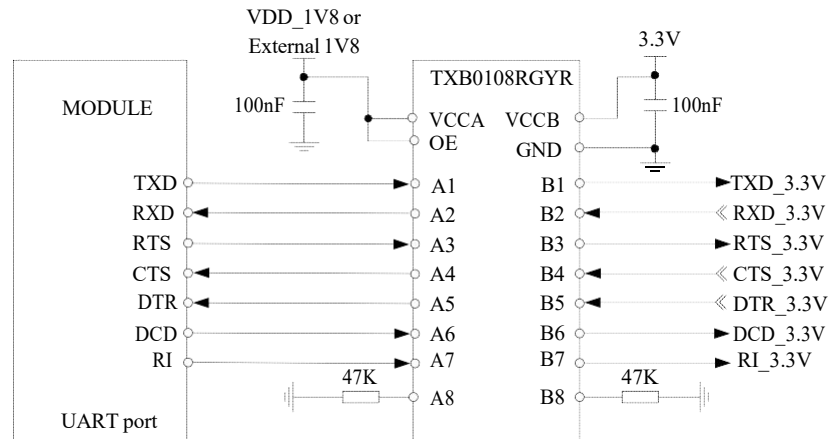 VDD_1V8 or
External 1V8
3.3V
TXB0108RGYR
MODULE
100nF
100nF
VCCA
VCCB
OE
GND
TXD
A1
B1
TXD_3.3V
RXD
A2
B2
RXD_3.3V
RTS
A3
B3
RTS_3.3V
CTS
A4
B4
CTS_3.3V
DTR
A5
B5
DTR_3.3V
DCD
A6
B6
DCD_3.3V
RI
A7
B7
RI_3.3V
47K
A8
B8
47K
UART port